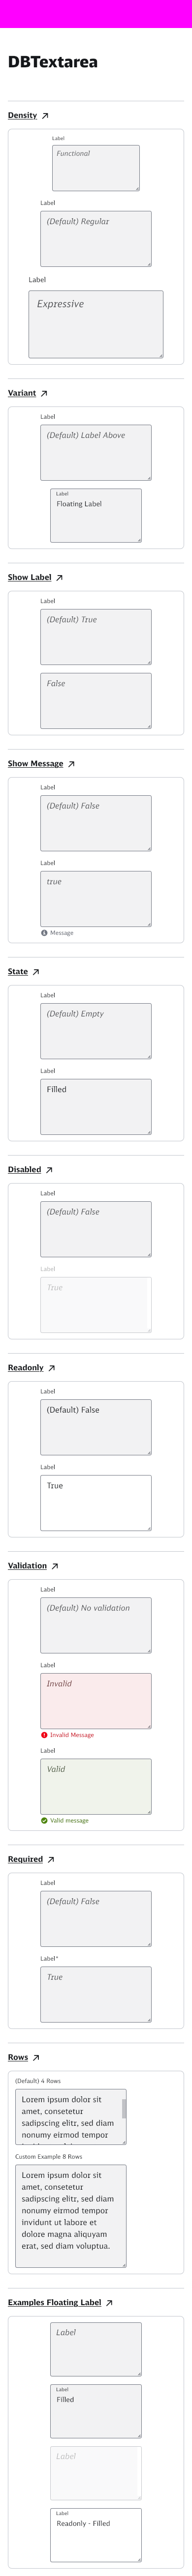 DBTextarea
Density
Label
Functional
Label
(Default) Regular
Label
Expressive
Variant
Label
(Default) Label Above
Label
Floating Label
Show Label
Label
(Default) True
False
Show Message
Label
(Default) False
Label
true
Message
State
Label
(Default) Empty
Label
Filled
Disabled
Label
(Default) False
Label
True
Readonly
Label
(Default) False
Label
True
Validation
Label
(Default) No validation
Label
Invalid
Invalid Message
Label
Valid
Valid message
Required
Label
(Default) False
Label*
True
Rows
(Default) 4 Rows
Lorem ipsum dolor sit
amet, consetetur
sadipscing elitr, sed diam
nonumy eirmod tempor
Custom Example 8 Rows
Lorem ipsum dolor sit
amet, consetetur
sadipscing elitr, sed diam
nonumy eirmod tempor
invidunt ut labore et
dolore magna aliquyam
erat, sed diam voluptua.
Examples Floating Label
Label
Label
Filled
Label
Label
Readonly - Filled